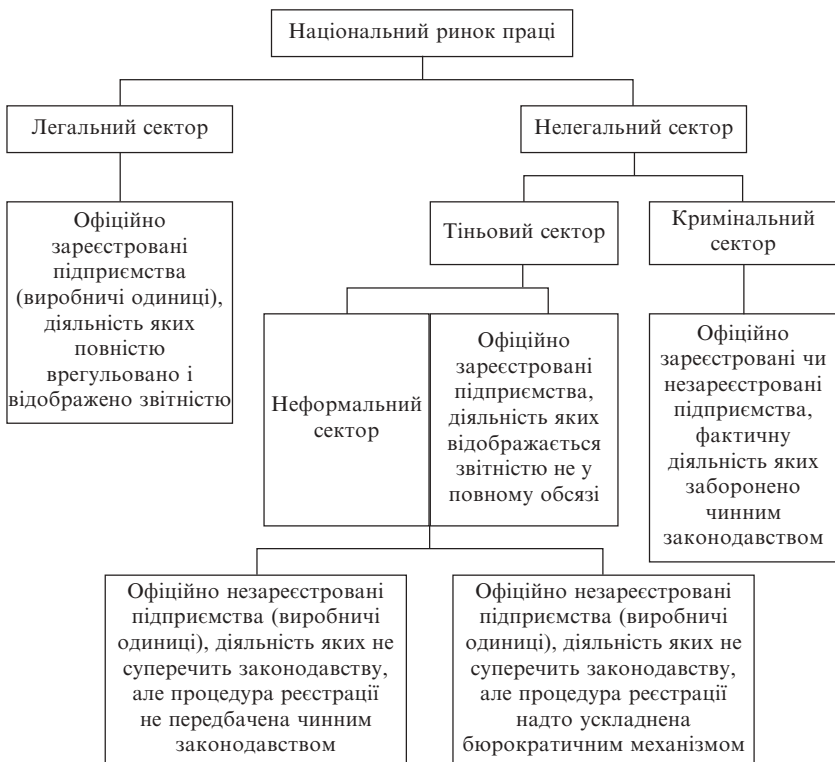 Національний ринок праці
Легальний сектор
Нелегальний сектор
Офіційно
зареєстровані
підприємства
(виробничі одиниці),
діяльність яких
повністю
врегульовано і
відображено звітністю
Тіньовий сектор
Кримінальний
сектор
Неформальний
сектор
Офіційно
зареєстровані
підприємства,
діяльність яких
відображається
звітністю не у
повному обсязі
Офіційно
зареєстровані чи
незареєстровані
підприємства,
фактичну
діяльність яких
заборонено
чинним
законодавством
Офіційно незареєстровані
підприємства (виробничі
одиниці), діяльність яких не
суперечить законодавству,
але процедура реєстрації
не передбачена чинним
законодавством
Офіційно незареєстровані
підприємства (виробничі
одиниці), діяльність яких не
суперечить законодавству,
але процедура реєстрації
надто ускладнена
бюрократичним механізмом